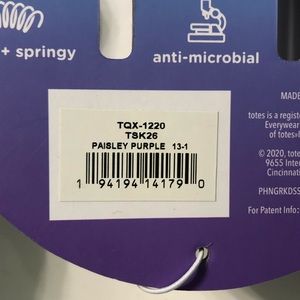 + springy
anti-microbial
MADE
totes is a regist
Everywear
of totes»I
TQX-1220
TSK26
PAISLEY PURPLE 13-1
1 94194 14179 0
© 2020, tote
9655 Inter
Cincinnat
PHNGRKDSS
For Patent Info: